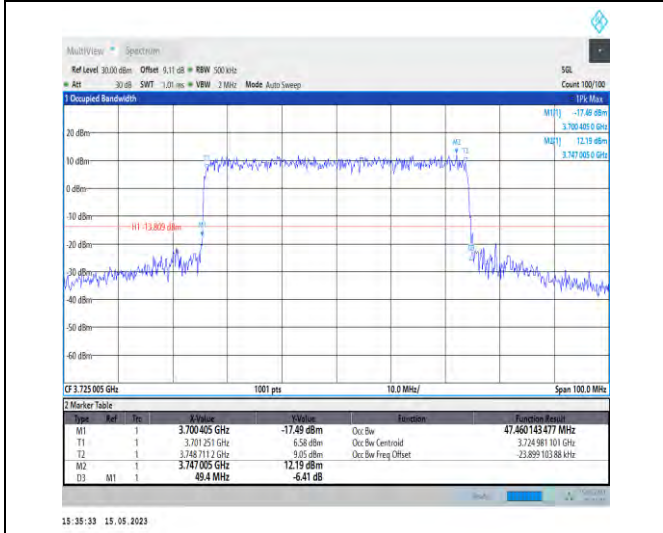 MultiView Spectrum
Ref Level 30.00 dBm Offset 9.11 dB RBW 500 kHz SGL
Att 30 dB SWT 1.01 ms VBW 2 MHz Mode Auto Sweep Count 100/100
1 Occupied Bandwidth 1Pk Max
M1[1] -17.49 dBm
3.700 405 0 GHz
M2[1] 12.19 dBm
3.747 005 0 GHz
20 dBm
M2
T2
10 dBm
0 dBm
-10 dBm
H1 -13.809 dBm M1
-20 dBm
-30 dBm
-40 dBm
-50 dBm
-60 dBm
CF 3.725 005 GHz 1001 pts 10.0 MHz/ Span 100.0 MHz
2 Marker Table
Type Ref Trc X-Value Y-Value Function Function Result
M1 1 3.700 405 GHz -17.49 dBm Occ Bw 47.460 143 477 MHz
T1 1 3.701 251 GHz 6.58 dBm Occ Bw Centroid 3.724 981 101 GHz
T2 1 3.748 711 2 GHz 9.05 dBm Occ Bw Freq Offset -23.899 103 88 kHz
M2 1 3.747 005 GHz 12.19 dBm
D3 M1 1 49.4 MHz -6.41 dB
15:35:33 15.05.2023